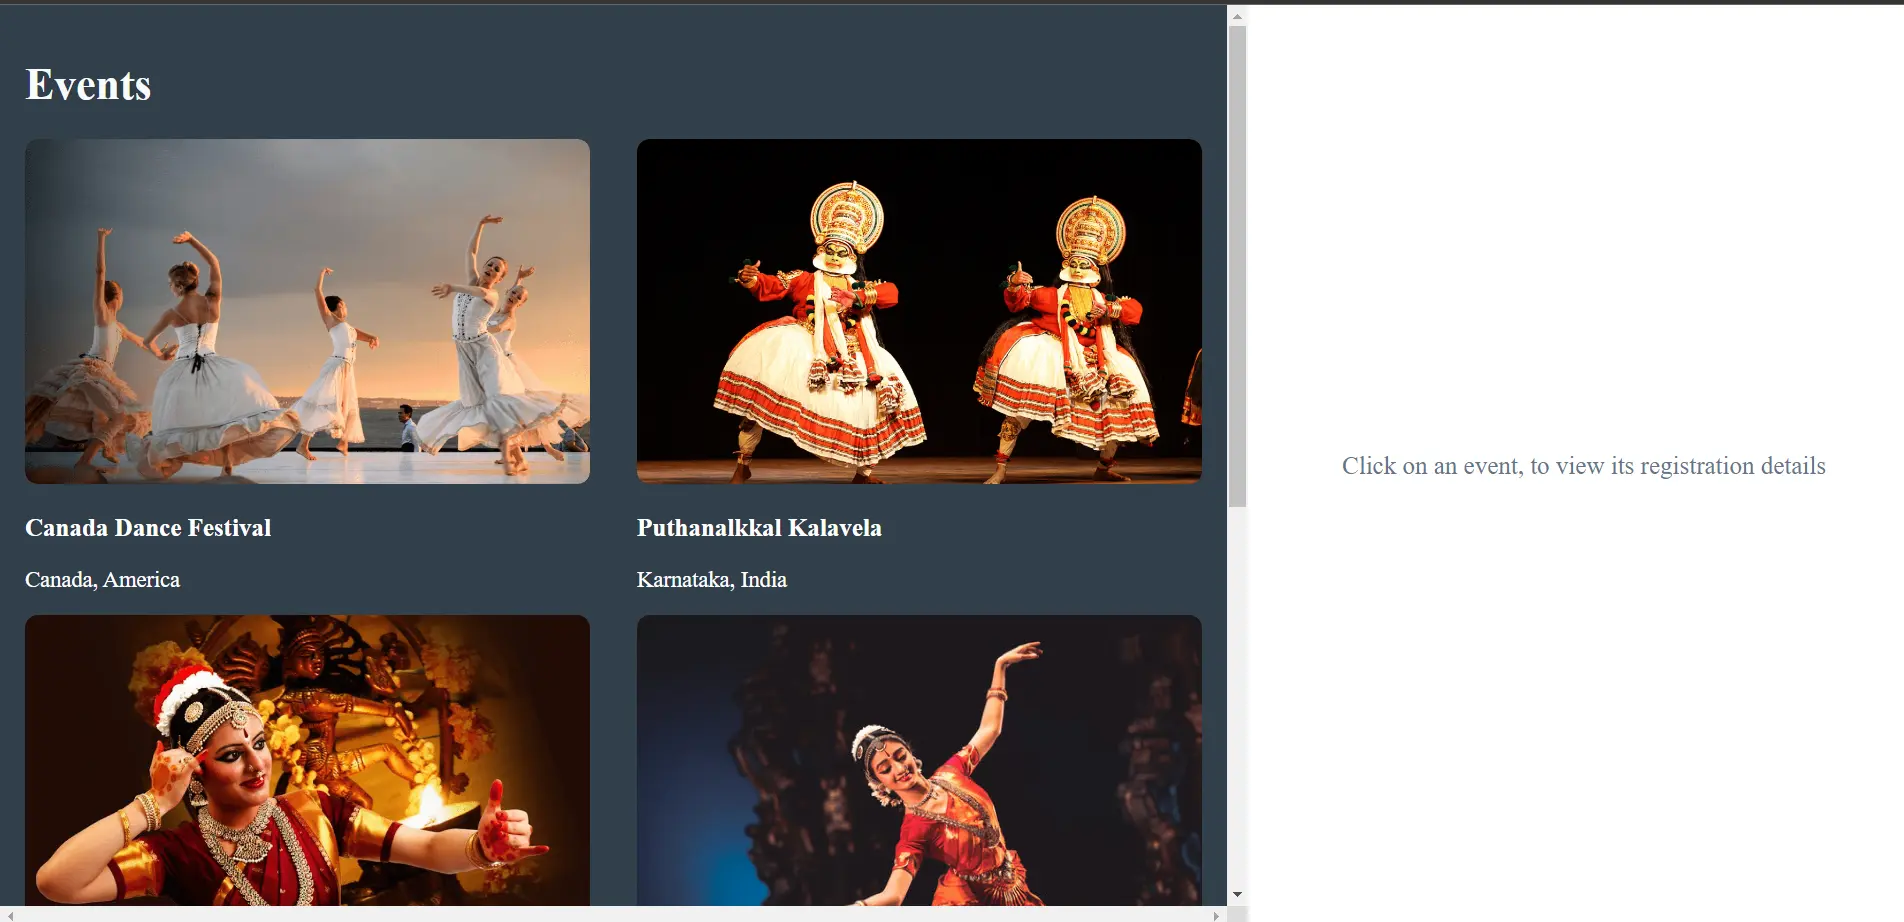 Events
Canada Dance Festival
Canada, America
Puthanalkkal Kalavela
Karnataka, India
Click on an event, to view its registration details